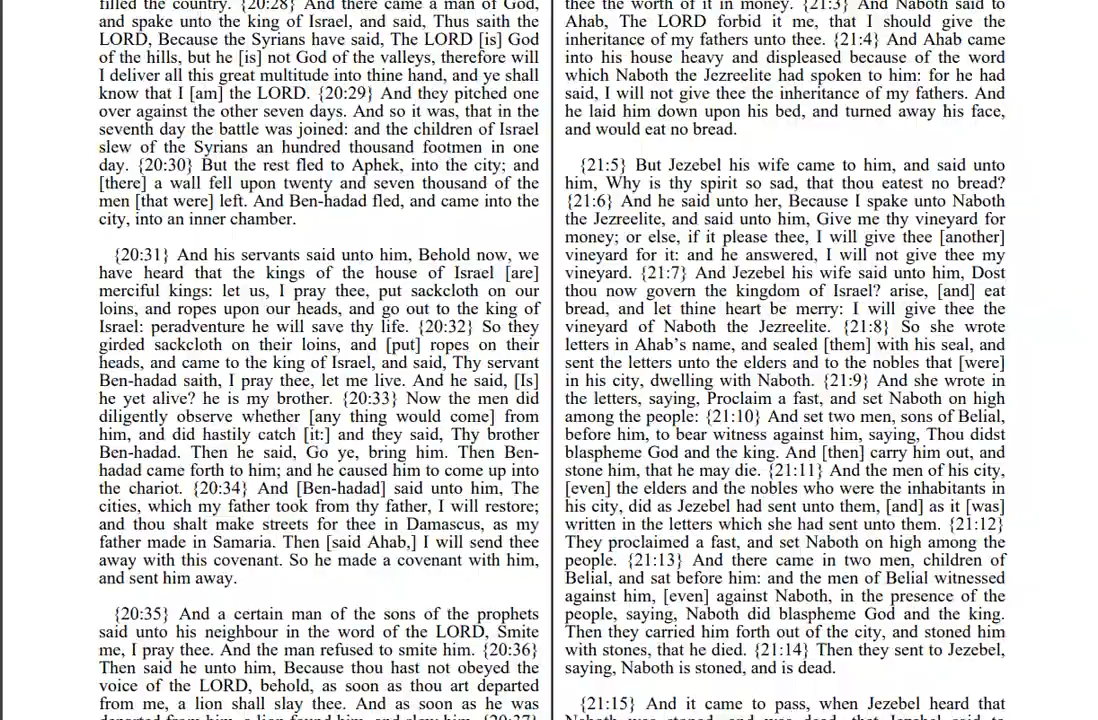 filled the country. {20:28} And there came a man of God,
and spake unto the king of Israel, and said, Thus saith the
LORD, Because the Syrians have said, The LORD [is] God
of the hills, but he [is] not God of the valleys, therefore will
I deliver all this great multitude into thine hand, and ye shall
know that I [am] the LORD. {20:29} And they pitched one
over against the other seven days. And so it was, that in the
seventh day the battle was joined: and the children of Israel
slew of the Syrians an hundred thousand footmen in one
day. {20:30} But the rest fled to Aphek, into the city; and
[there] a wall fell upon twenty and seven thousand of the
men [that were] left. And Ben-hadad fled, and came into the
city, into an inner chamber.
{20:31} And his servants said unto him, Behold now, we
have heard that the kings of the house of Israel [are]
merciful kings: let us, I pray thee, put sackcloth on our
loins, and ropes upon our heads, and go out to the king of
Israel: peradventure he will save thy life. {20:32} So they
girded sackcloth on their loins, and [put] ropes on their
heads, and came to the king of Israel, and said, Thy servant
Ben-hadad saith, I pray thee, let me live. And he said, [Is]
he yet alive? he is my brother. {20:33} Now the men did
diligently observe whether [any thing would come] from
him, and did hastily catch [it:] and they said, Thy brother
Ben-hadad. Then he said, Go ye, bring him. Then Ben-
hadad came forth to him; and he caused him to come up into
the chariot. {20:34} And [Ben-hadad] said unto him, The
cities, which my father took from thy father, I will restore;
and thou shalt make streets for thee in Damascus, as my
father made in Samaria. Then [said Ahab,] I will send thee
away with this covenant. So he made a covenant with him,
and sent him away.
{20:35} And a certain man of the sons of the prophets
said unto his neighbour in the word of the LORD, Smite
me, I pray thee. And the man refused to smite him. {20:36}
Then said he unto him, Because thou hast not obeyed the
voice of the LORD, behold, as soon as thou art departed
from me, a lion shall slay thee. And as soon as he was
departed from him, a lion found him, and slew him. {20:37}
thee the worth of it in money. {21:3} And Naboth said to
Ahab, The LORD forbid it me, that I should give the
inheritance of my fathers unto thee. {21:4} And Ahab came
into his house heavy and displeased because of the word
which Naboth the Jezreelite had spoken to him: for he had
said, I will not give thee the inheritance of my fathers. And
he laid him down upon his bed, and turned away his face,
and would eat no bread.
{21:5} But Jezebel his wife came to him, and said unto
him, Why is thy spirit so sad, that thou eatest no bread?
{21:6} And he said unto her, Because I spake unto Naboth
the Jezreelite, and said unto him, Give me thy vineyard for
money; or else, if it please thee, I will give thee [another]
vineyard for it: and he answered, I will not give thee my
vineyard. {21:7} And Jezebel his wife said unto him, Dost
thou now govern the kingdom of Israel? arise, [and] eat
bread, and let thine heart be merry: I will give thee the
vineyard of Naboth the Jezreelite. {21:8} So she wrote
letters in Ahab’s name, and sealed [them] with his seal, and
sent the letters unto the elders and to the nobles that [were]
in his city, dwelling with Naboth. {21:9} And she wrote in
the letters, saying, Proclaim a fast, and set Naboth on high
among the people: {21:10} And set two men, sons of Belial,
before him, to bear witness against him, saying, Thou didst
blaspheme God and the king. And [then] carry him out, and
stone him, that he may die. {21:11} And the men of his city,
[even] the elders and the nobles who were the inhabitants in
his city, did as Jezebel had sent unto them, [and] as it [was]
written in the letters which she had sent unto them. {21:12}
They proclaimed a fast, and set Naboth on high among the
people. {21:13} And there came in two men, children of
Belial, and sat before him: and the men of Belial witnessed
against him, [even] against Naboth, in the presence of the
people, saying, Naboth did blaspheme God and the king.
Then they carried him forth out of the city, and stoned him
with stones, that he died. {21:14} Then they sent to Jezebel,
saying, Naboth is stoned, and is dead.
{21:15} And it came to pass, when Jezebel heard that
Naboth was stoned, and was dead, that Jezebel said to